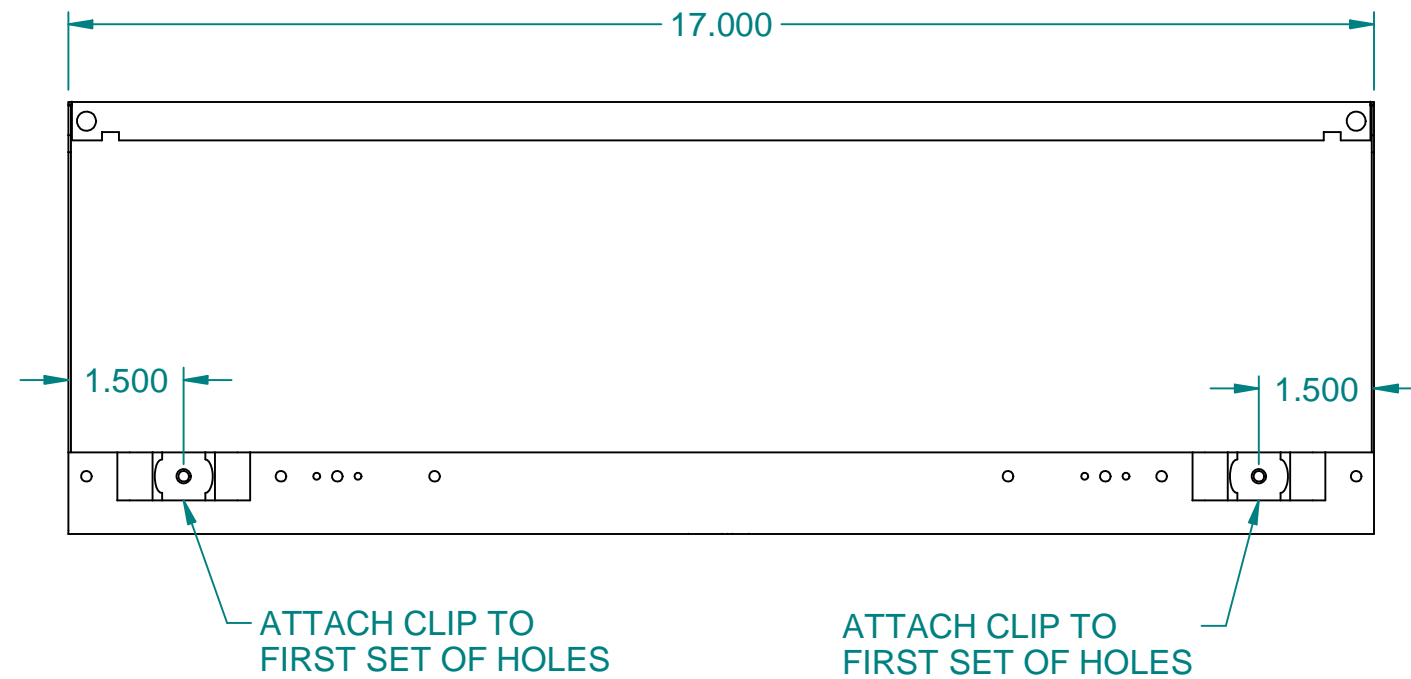 17.000
1.500
1.500
ATTACH CLIP TO
FIRST SET OF HOLES
ATTACH CLIP TO
FIRST SET OF HOLES